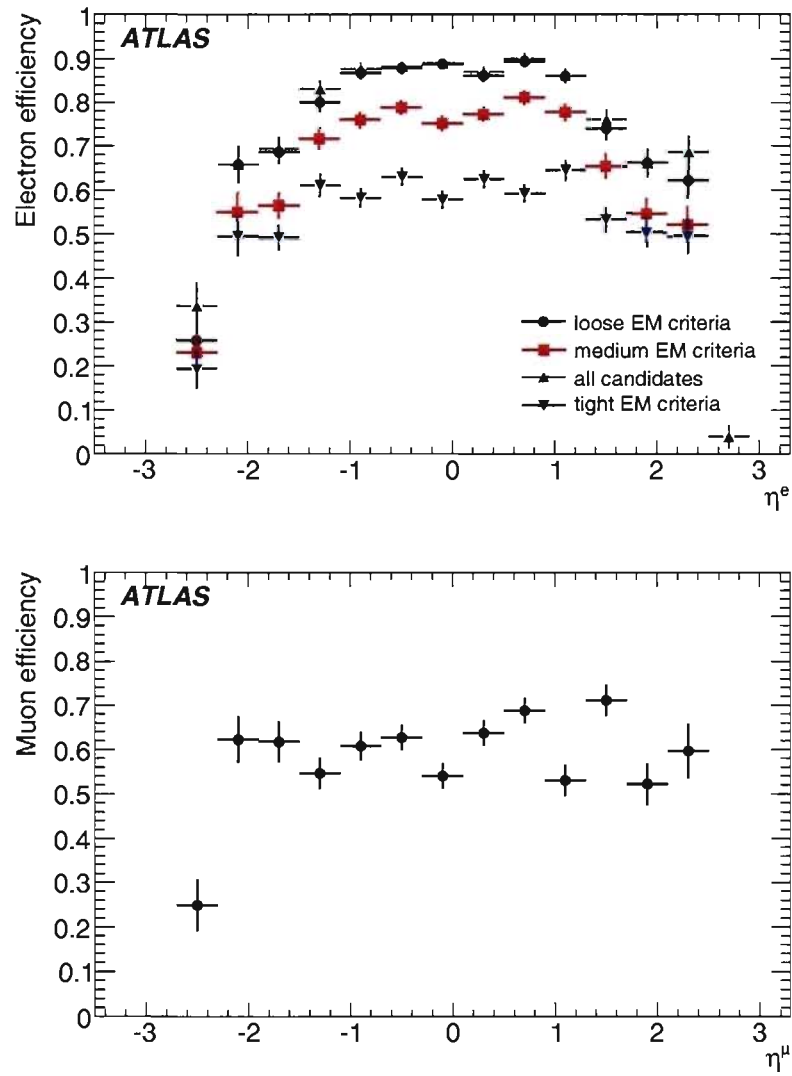 ATLAS
Electron efficiency
0.9
0.8
0.7
0.6
0.5
0.4
0.3
0.2
0.1
0
loose EM criteria
medium EM criteria
all candidates
tight EM criteria
-3 -2 -1 0 1 2 3
ηe
ATLAS
Muon efficiency
1
0.9
0.8
0.7
0.6
0.5
0.4
0.3
0.2
0.1
0
-3 -2 -1 0 1 2 3
ημ